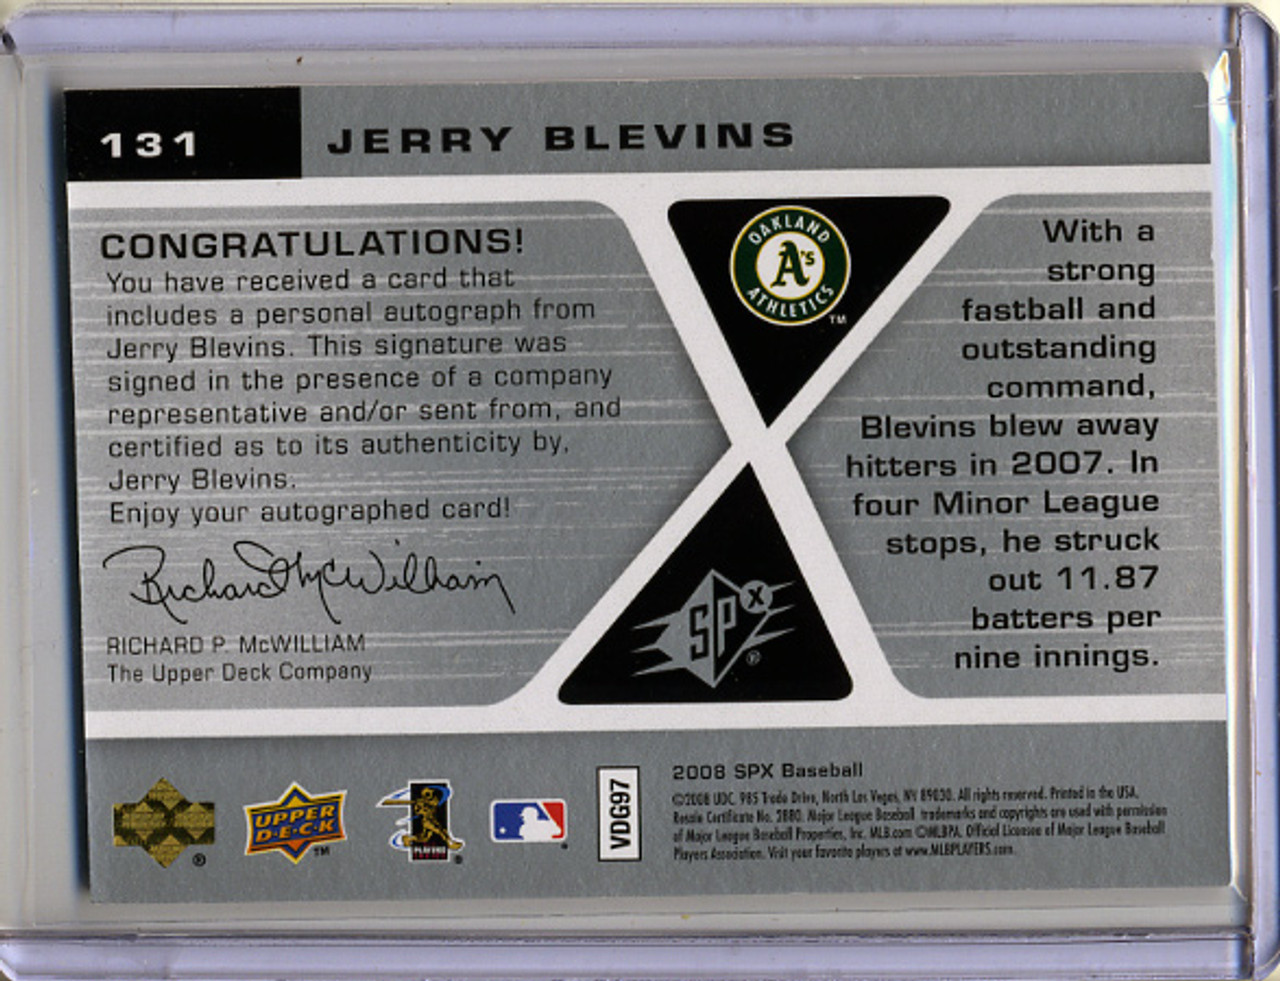 131
JERRY BLEVINS
CONGRATULATIONS!
You have received a card that
includes a personal autograph from
Jerry Blevins. This signature was
signed in the presence of a company
representative and/or sent from, and
certified as to its authenticity by,
Jerry Blevins.
Enjoy your autographed card!
Richard McWilliam
RICHARD P. McWILLIAM
The Upper Deck Company
OAKLAND
A's
ATHLETICS
TM
SPX
®
With a
strong
fastball and
outstanding
command,
Blevins blew away
hitters in 2007. In
four Minor League
stops, he struck
out 11.87
batters per
nine innings.
®
UPPER
D·E·C·K
TM
PLAYERS
®
VDG97
2008 SPX Baseball
©2008 UDC, 985 Trade Drive, North Las Vegas, NV 89030. All rights reserved. Printed in the USA.
Resale Certificate No. 2880. Major League Baseball trademarks and copyrights are used with permission
of Major League Baseball Properties, Inc. MLB.com ©MLBPA. Official Licensee of Major League Baseball
Players Association. Visit your favorite players at www.MLBPLAYERS.com.